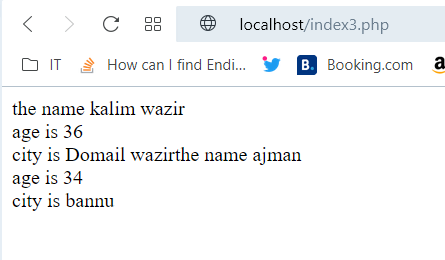 localhost/index3.php
IT How can I find Endi... B. Booking.com a
the name kalim wazir
age is 36
city is Domail wazirthe name ajman
age is 34
city is bannu